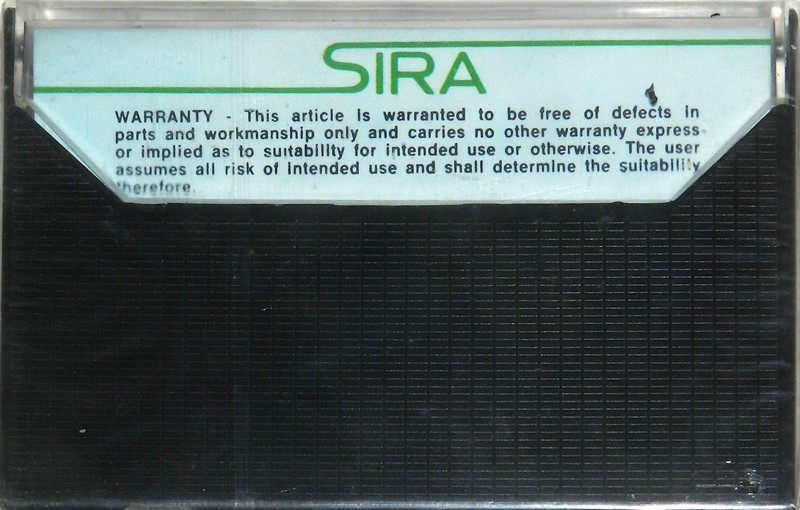 SIRA
WARRANTY - This article is warranted to be free of defects in
parts and workmanship only and carries no other warranty express
or implied as to suitability for intended use or otherwise. The user
assumes all risk of intended use and shall determine the suitability
therefore.